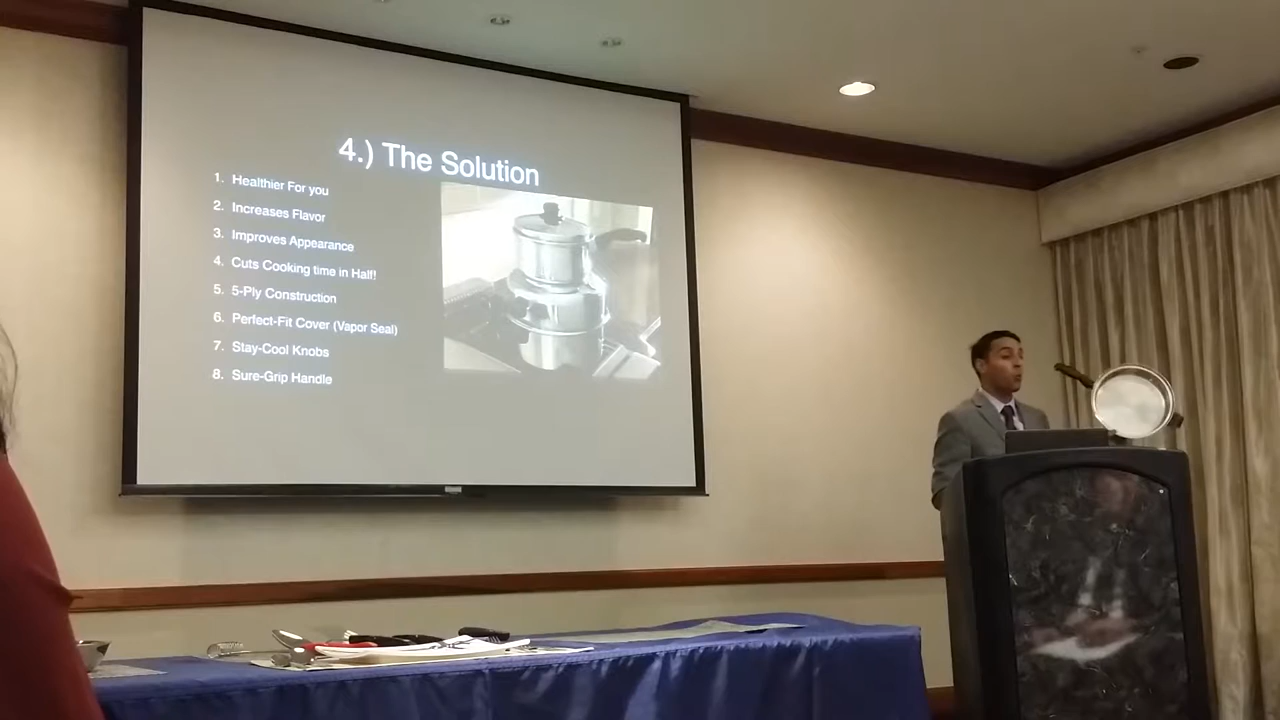 4.) The Solution
1. Healthier For you
2. Increases Flavor
3. Improves Appearance
4. Cuts Cooking time in Half!
5. 5-Ply Construction
6. Perfect-Fit Cover (Vapor Seal)
7. Stay-Cool Knobs
8. Sure-Grip Handle